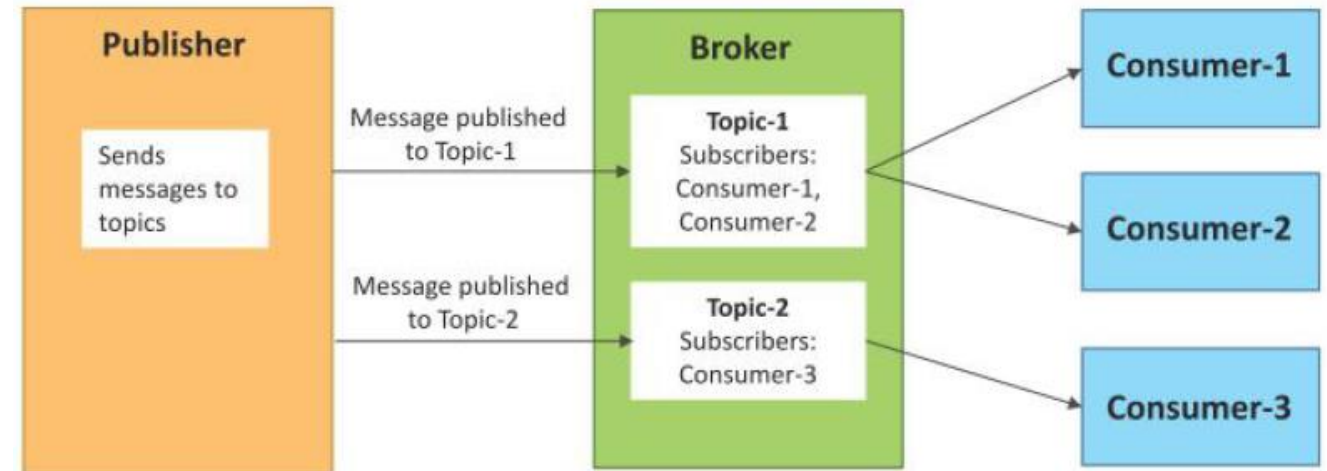 Publisher
Sends
messages to
topics
Message published
to Topic-1
Message published
to Topic-2
Broker
Topic-1
Subscribers:
Consumer-1,
Consumer-2
Topic-2
Subscribers:
Consumer-3
Consumer-1
Consumer-2
Consumer-3